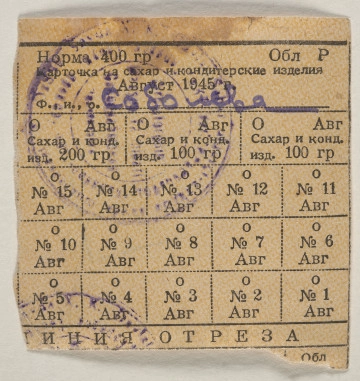 Норма 400 гр Обл Р
Карточка на сахар и кондитерские изделия
Август 1945 г.
Ф., и., о.
О Авг О Авг О Авг
Сахар и конд. Сахар и конд. Сахар и конд.
изд. 200 гр изд. 100 гр изд. 100 гр
О О О О О
№ 15 № 14 № 13 № 12 № 11
Авг Авг Авг Авг Авг
О О О О О
№ 10 № 9 № 8 № 7 № 6
Авг Авг Авг Авг Авг
О О О О О
№ 5 № 4 № 3 № 2 № 1
Авг Авг Авг Авг Авг
ИНИЯ ОТРЕЗА
Обл